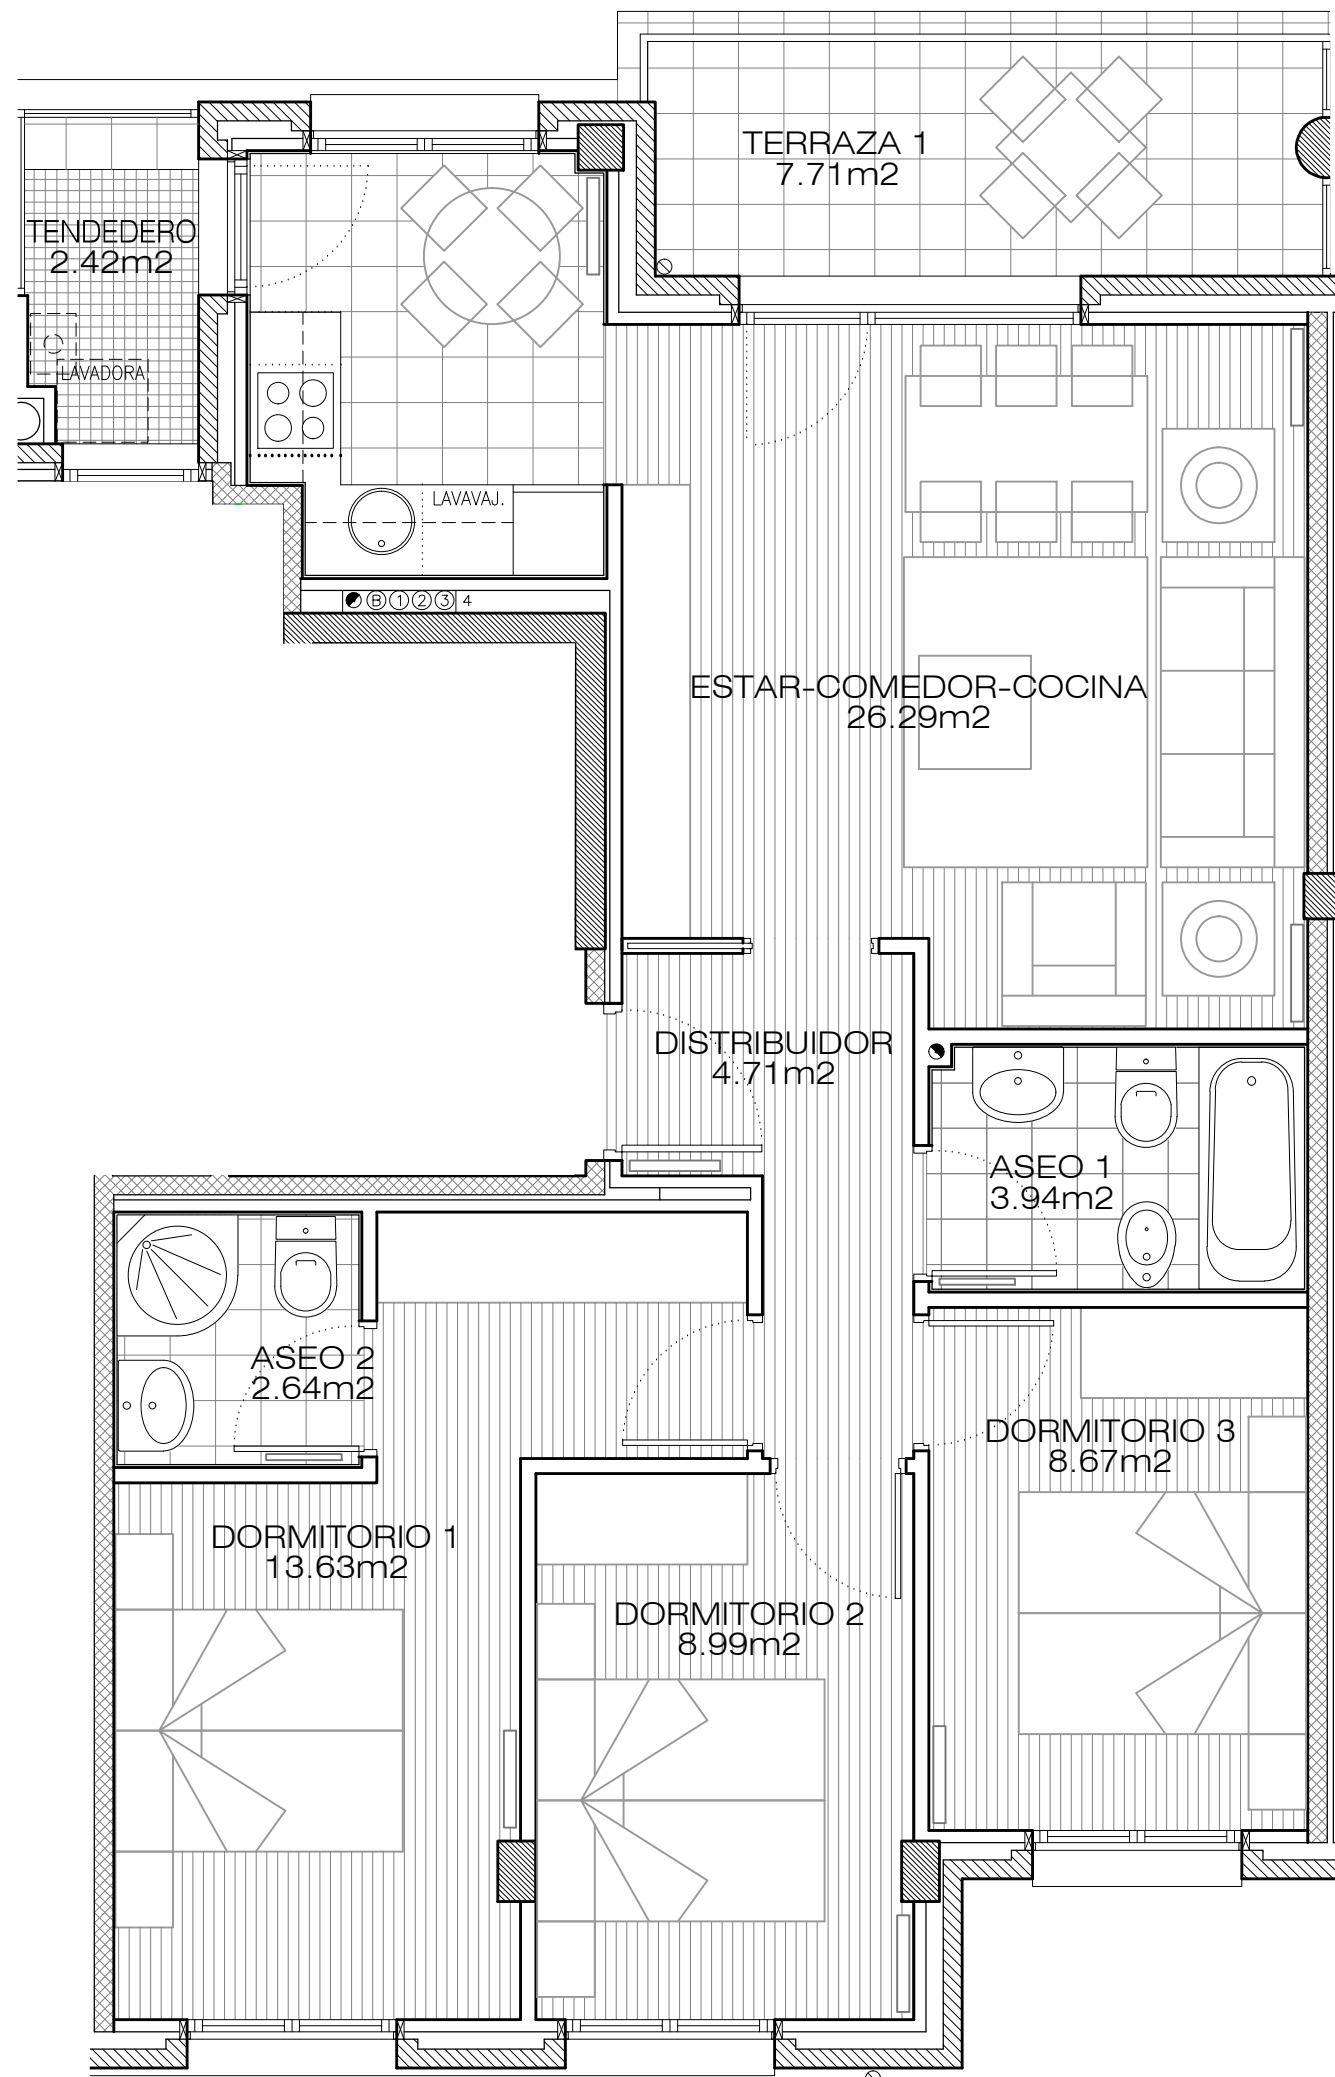 TERRAZA 1
7.71m2
TENDEDERO
2.42m2
LAVADORA
LAVAVAJ.
B 1 2 3 4
ESTAR-COMEDOR-COCINA
26.29m2
DISTRIBUIDOR
4.71m2
ASEO 1
3.94m2
ASEO 2
2.64m2
DORMITORIO 3
8.67m2
DORMITORIO 1
13.63m2
DORMITORIO 2
8.99m2